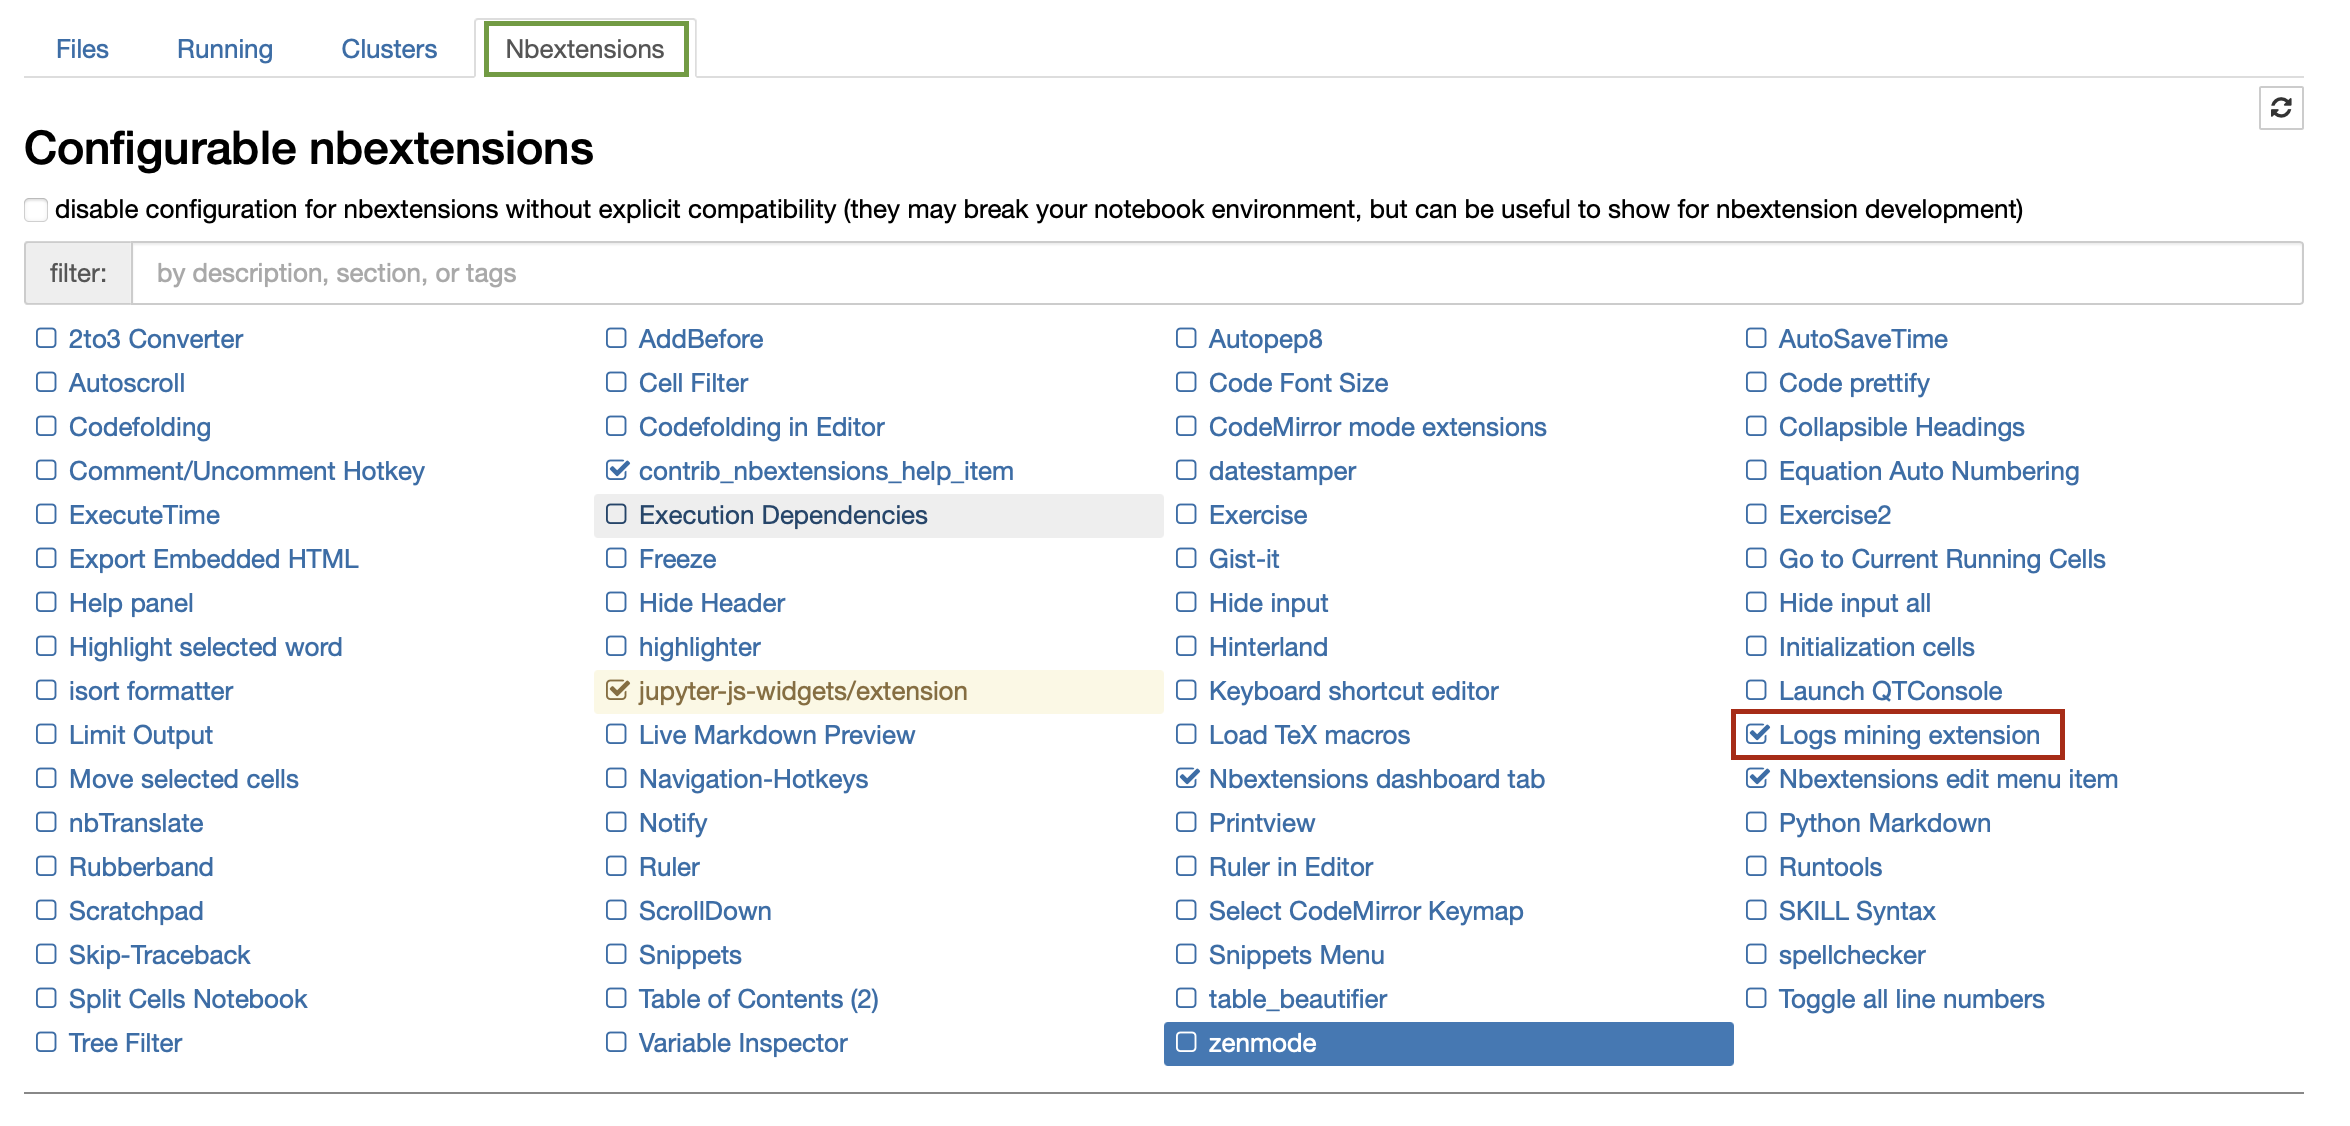 Files Running Clusters Nbextensions
Configurable nbextensions
disable configuration for nbextensions without explicit compatibility (they may break your notebook environment, but can be useful to show for nbextension development)
filter: by description, section, or tags
2to3 Converter AddBefore Autopep8 AutoSaveTime
Autoscroll Cell Filter Code Font Size Code prettify
Codefolding Codefolding in Editor CodeMirror mode extensions Collapsible Headings
Comment/Uncomment Hotkey contrib_nbextensions_help_item datestamper Equation Auto Numbering
ExecuteTime Execution Dependencies Exercise Exercise2
Export Embedded HTML Freeze Gist-it Go to Current Running Cells
Help panel Hide Header Hide input Hide input all
Highlight selected word highlighter Hinterland Initialization cells
isort formatter jupyter-js-widgets/extension Keyboard shortcut editor Launch QTConsole
Limit Output Live Markdown Preview Load TeX macros Logs mining extension
Move selected cells Navigation-Hotkeys Nbextensions dashboard tab Nbextensions edit menu item
nbTranslate Notify Printview Python Markdown
Rubberband Ruler Ruler in Editor Runtools
Scratchpad ScrollDown Select CodeMirror Keymap SKILL Syntax
Skip-Traceback Snippets Snippets Menu spellchecker
Split Cells Notebook Table of Contents (2) table_beautifier Toggle all line numbers
Tree Filter Variable Inspector zenmode